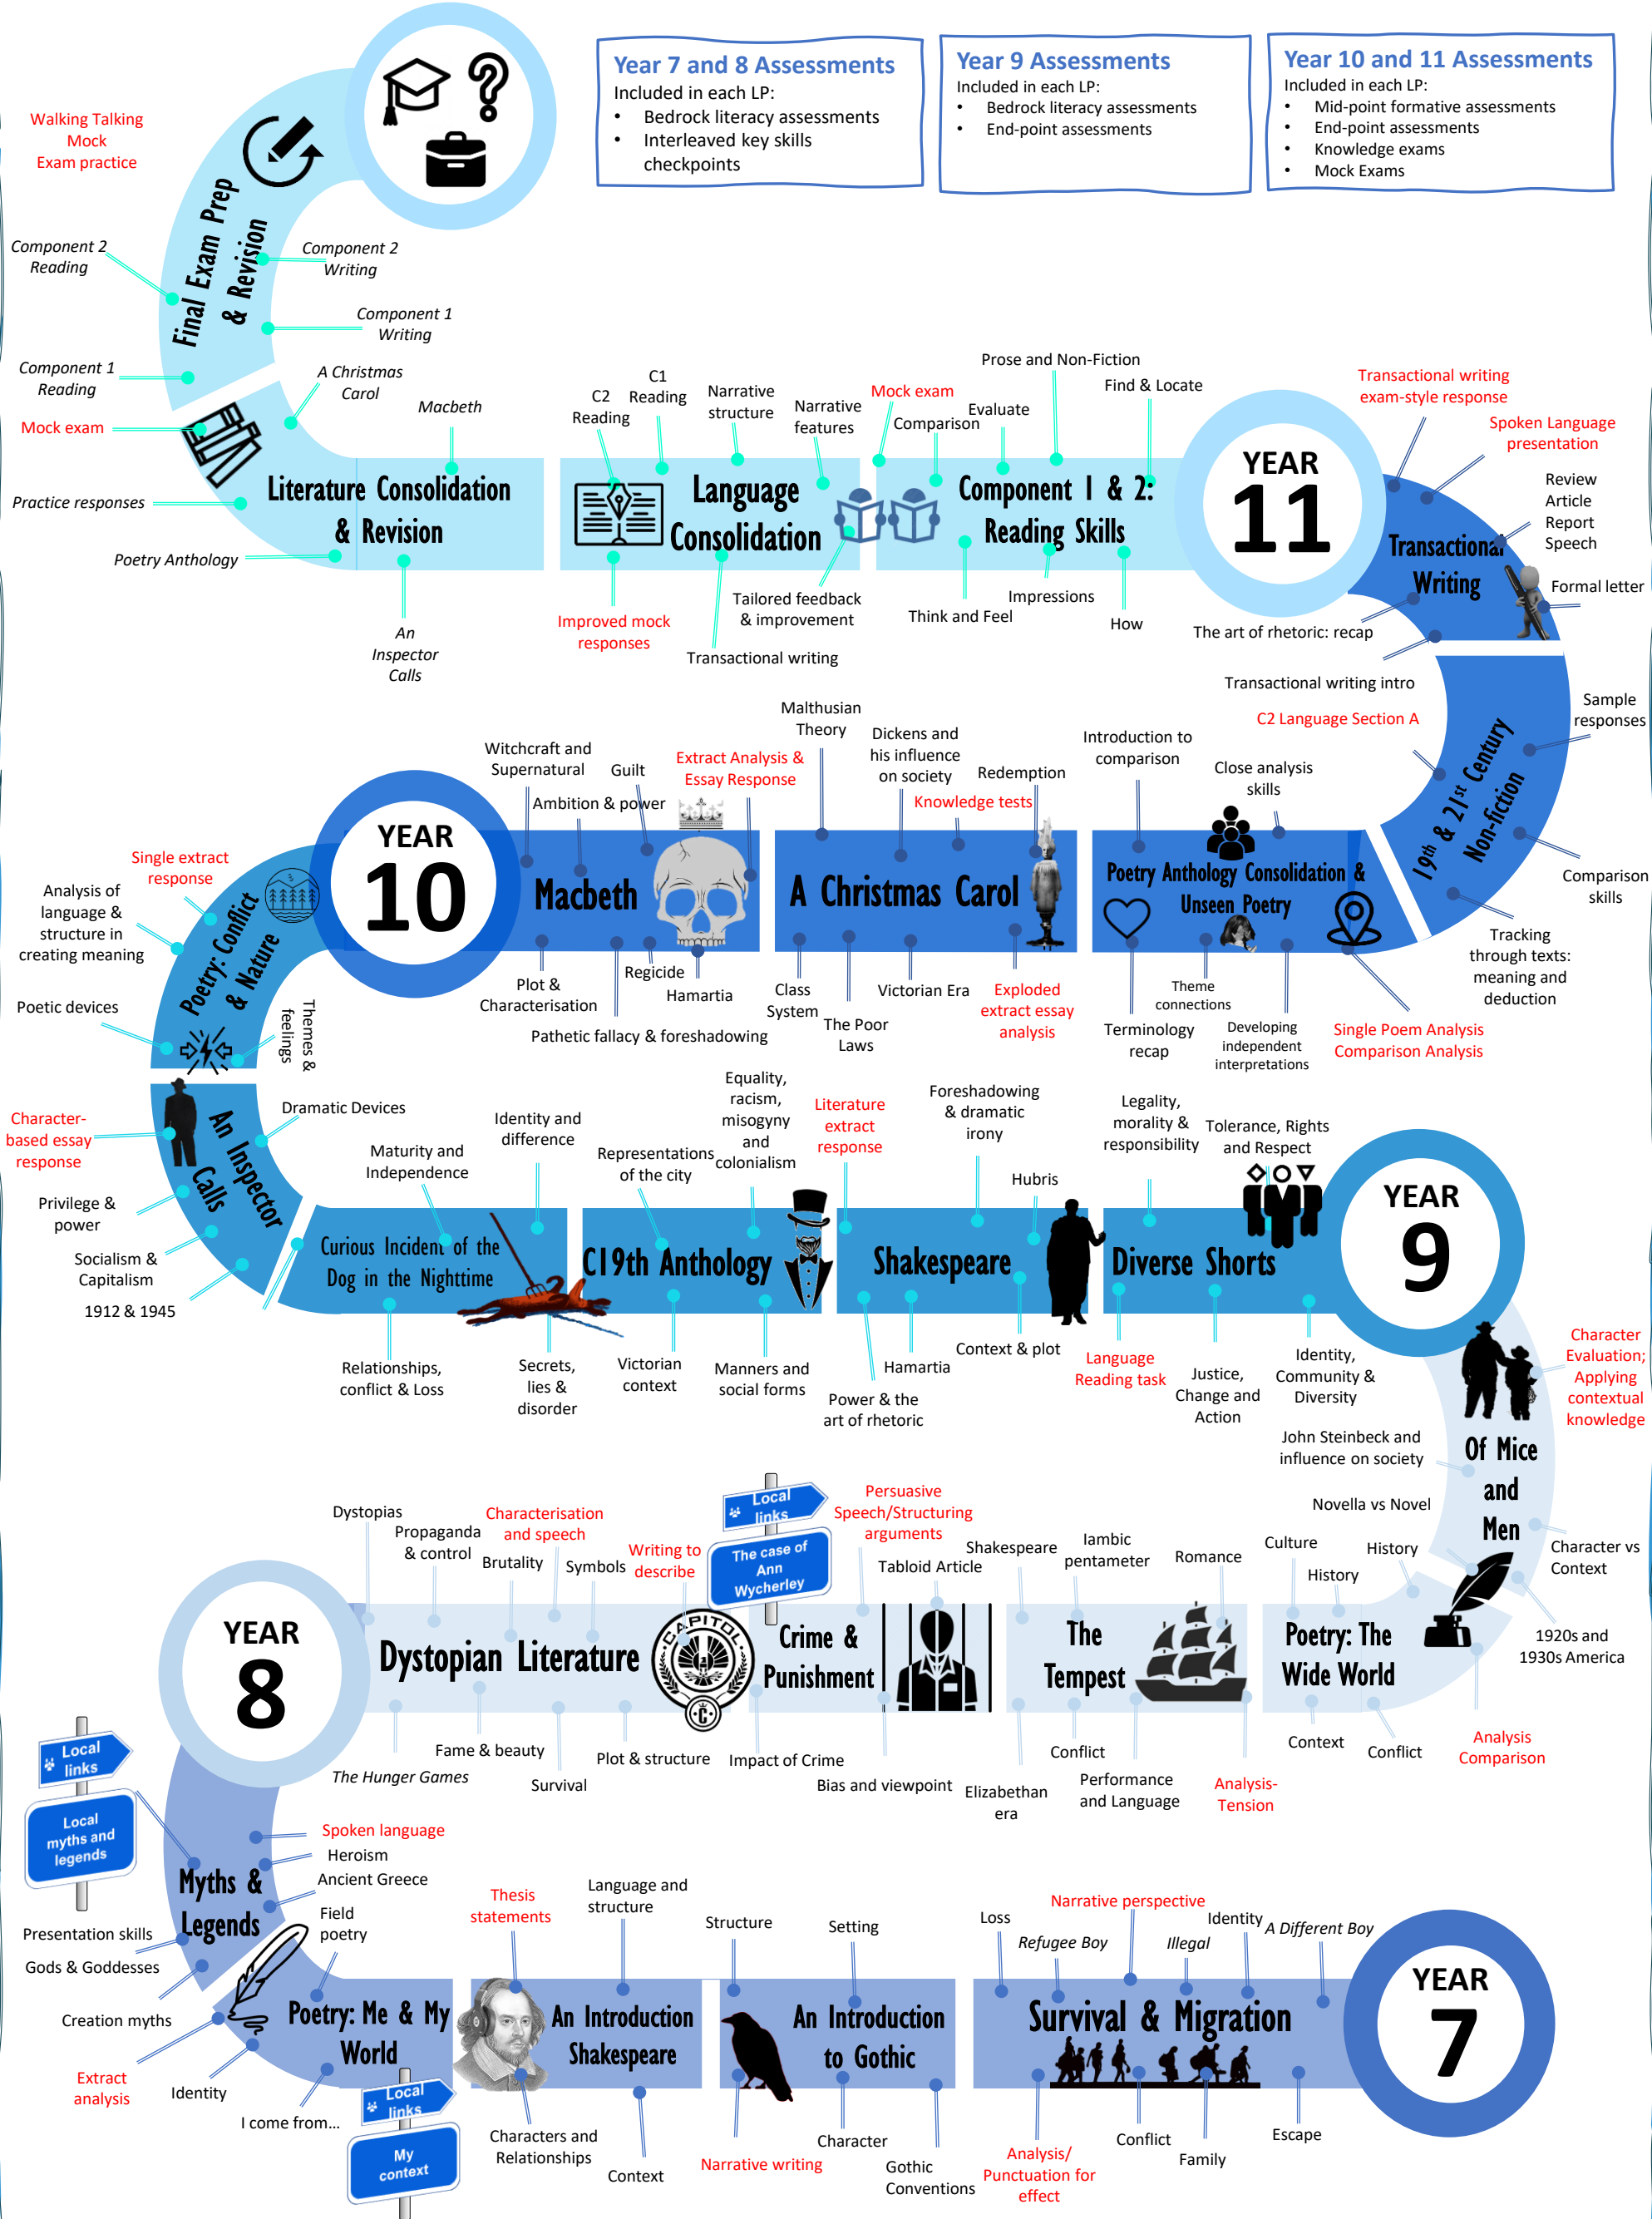 Year 7 and 8 Assessments
Included in each LP:
• Bedrock literacy assessments
• Interleaved key skills
checkpoints
Year 9 Assessments
Included in each LP:
• Bedrock literacy assessments
• End-point assessments
Year 10 and 11 Assessments
Included in each LP:
• Mid-point formative assessments
• End-point assessments
• Knowledge exams
• Mock Exams
Walking Talking
Mock
Exam practice
Final Exam Prep
& Revision
Component 2
Reading
Component 2
Writing
Component 1
Writing
Component 1
Reading
Mock exam
A Christmas
Carol
Macbeth
Practice responses
Poetry Anthology
Literature Consolidation
& Revision
An
Inspector
Calls
C2
Reading
C1
Reading
Narrative
structure
Narrative
features
Language
Consolidation
Improved mock
responses
Tailored feedback
& improvement
Transactional writing
Mock exam
Comparison
Evaluate
Prose and Non-Fiction
Find & Locate
Component 1 & 2:
Reading Skills
Think and Feel
Impressions
How
YEAR
11
Transactional writing
exam-style response
Spoken Language
presentation
Review
Article
Report
Speech
Transactional
Writing
Formal letter
The art of rhetoric: recap
Transactional writing intro
C2 Language Section A
Sample
responses
19th & 21st Century
Non-fiction
Comparison
skills
Tracking
through texts:
meaning and
deduction
Introduction to
comparison
Close analysis
skills
Poetry Anthology Consolidation &
Unseen Poetry
Terminology
recap
Theme
connections
Developing
independent
interpretations
Single Poem Analysis
Comparison Analysis
Malthusian
Theory
Dickens and
his influence
on society
Redemption
Knowledge tests
A Christmas Carol
Class
System
The Poor
Laws
Victorian Era
Exploded
extract essay
analysis
Witchcraft and
Supernatural
Guilt
Ambition & power
Extract Analysis &
Essay Response
Macbeth
Plot &
Characterisation
Regicide
Hamartia
Pathetic fallacy & foreshadowing
YEAR
10
Single extract
response
Analysis of
language &
structure in
creating meaning
Poetic devices
Poetry: Conflict
& Nature
Themes &
feelings
Character-
based essay
response
An Inspector
Calls
Dramatic Devices
Privilege &
power
Socialism &
Capitalism
1912 & 1945
Maturity and
Independence
Identity and
difference
Curious Incident of the
Dog in the Nighttime
Relationships,
conflict & Loss
Secrets,
lies &
disorder
Representations
of the city
Equality,
racism,
misogyny
and
colonialism
C19th Anthology
Victorian
context
Manners and
social forms
Literature
extract
response
Foreshadowing
& dramatic
irony
Hubris
Shakespeare
Power & the
art of rhetoric
Hamartia
Context & plot
Legality,
morality &
responsibility
Tolerance, Rights
and Respect
Diverse Shorts
Language
Reading task
Justice,
Change and
Action
Identity,
Community &
Diversity
YEAR
9
Character
Evaluation;
Applying
contextual
knowledge
John Steinbeck and
influence on society
Of Mice
and
Men
Novella vs Novel
Character vs
Context
1920s and
1930s America
Culture
History
History
Poetry: The
Wide World
Context
Conflict
Analysis
Comparison
Shakespeare
Iambic
pentameter
Romance
The
Tempest
Elizabethan
era
Conflict
Performance
and Language
Analysis-
Tension
Local
links
The case of
Ann
Wycherley
Persuasive
Speech/Structuring
arguments
Tabloid Article
Crime &
Punishment
Impact of Crime
Bias and viewpoint
Dystopias
Propaganda
& control
Characterisation
and speech
Brutality
Symbols
Writing to
describe
Dystopian Literature
CAPITOL
C
The Hunger Games
Fame & beauty
Survival
Plot & structure
YEAR
8
Local
links
Local
myths and
legends
Spoken language
Heroism
Ancient Greece
Myths &
Legends
Presentation skills
Gods & Goddesses
Creation myths
Field
poetry
Poetry: Me & My
World
Extract
analysis
Identity
I come from...
Local
links
My
context
Thesis
statements
Language and
structure
An Introduction
Shakespeare
Characters and
Relationships
Context
Structure
Setting
An Introduction
to Gothic
Narrative writing
Character
Gothic
Conventions
Loss
Refugee Boy
Narrative perspective
Illegal
Identity
A Different Boy
Survival & Migration
Analysis/
Punctuation for
effect
Conflict
Family
Escape
YEAR
7